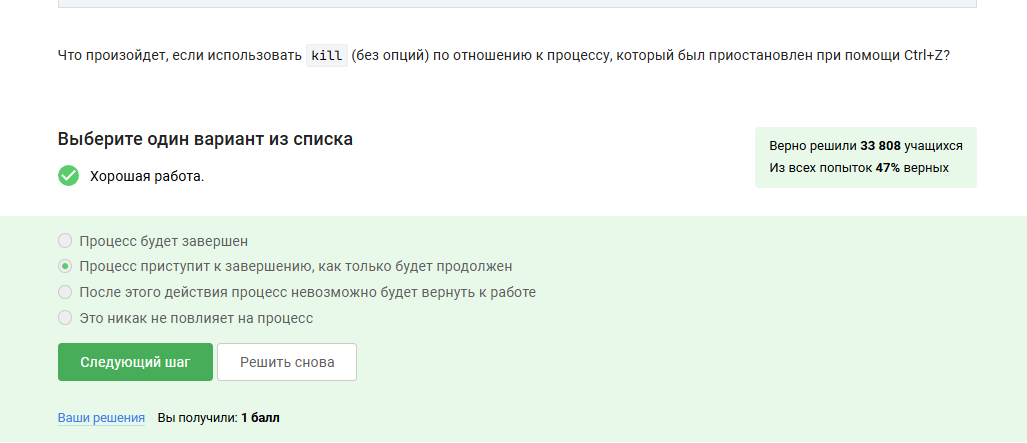 Что произойдет, если использовать kill (без опций) по отношению к процессу, который был приостановлен при помощи Ctrl+Z?
Выберите один вариант из списка
Хорошая работа.
Верно решили 33 808 учащихся
Из всех попыток 47% верных
Процесс будет завершен
Процесс приступит к завершению, как только будет продолжен
После этого действия процесс невозможно будет вернуть к работе
Это никак не повлияет на процесс
Следующий шаг
Решить снова
Ваши решения Вы получили: 1 балл